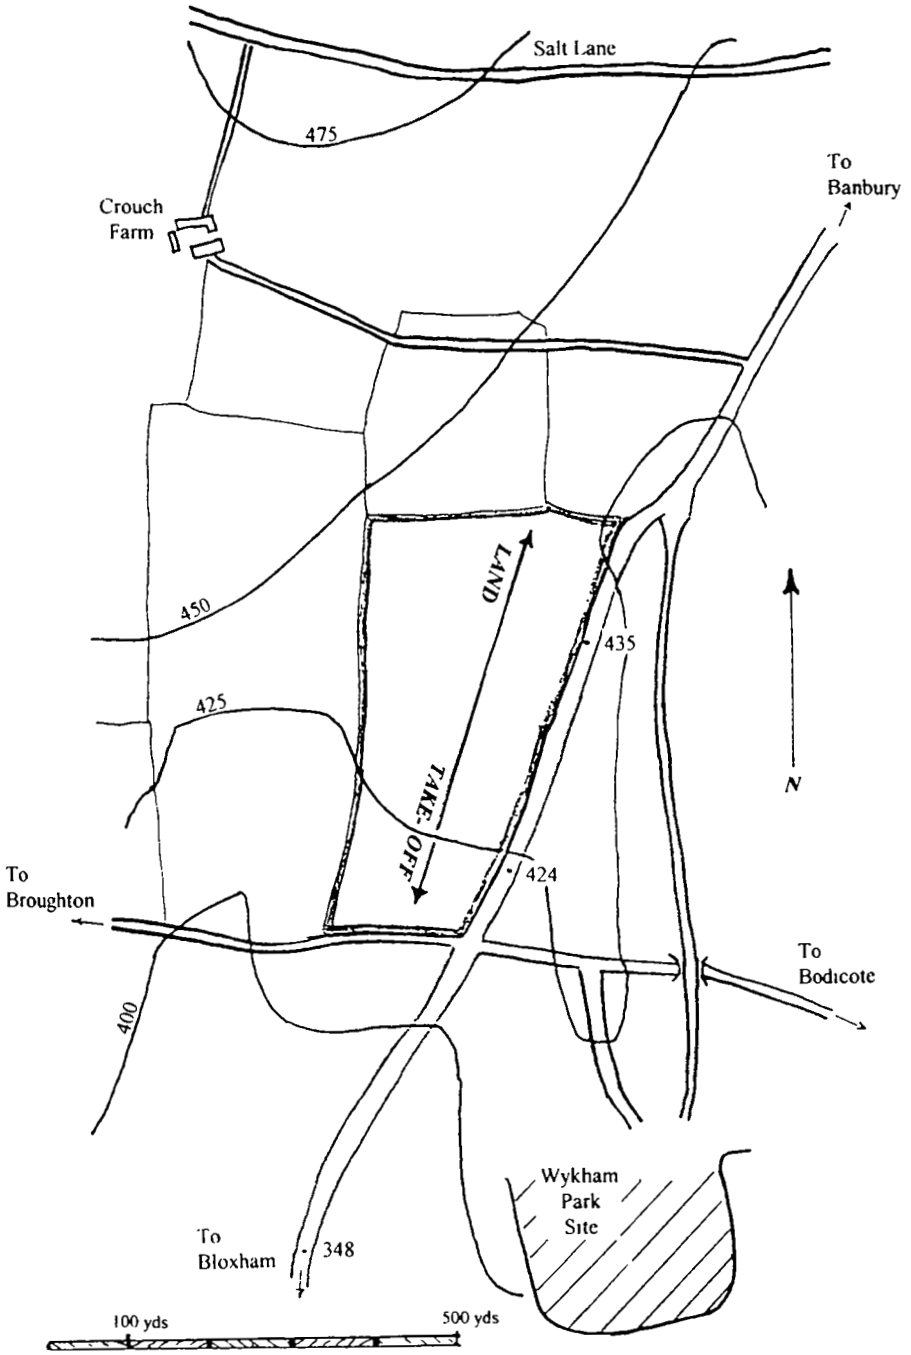 Salt Lane
475
To
Banbury
Crouch
Farm
LAND
450
435
425
TAKE-OFF
N
To
Broughton
424
To
Bodicote
400
Wykham
Park
Site
To
Bloxham
348
100 yds
500 yds